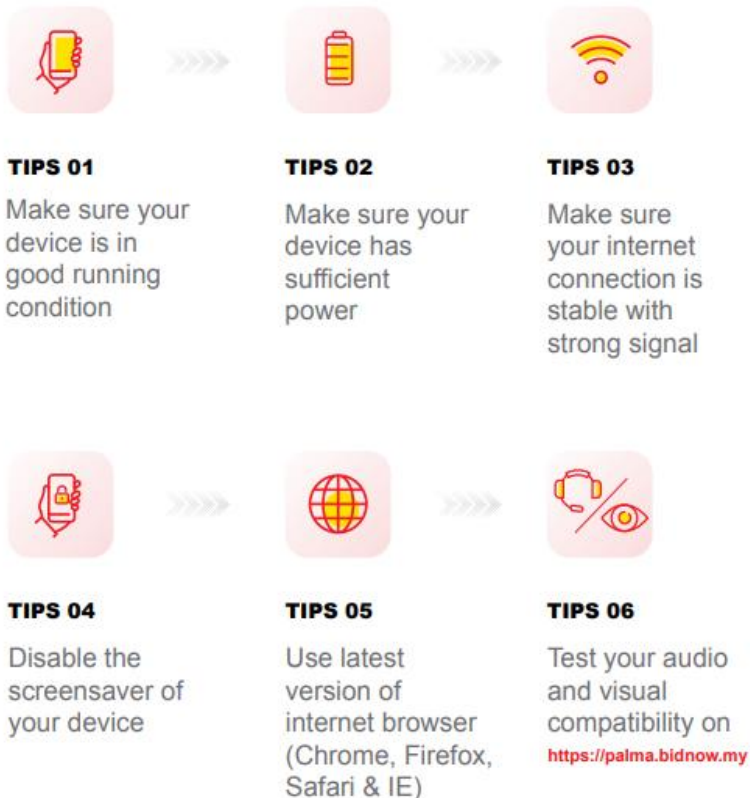 TIPS 01
Make sure your
device is in
good running
condition
TIPS 02
Make sure your
device has
sufficient
power
TIPS 03
Make sure
your internet
connection is
stable with
strong signal
TIPS 04
Disable the
screensaver of
your device
TIPS 05
Use latest
version of
internet browser
(Chrome, Firefox,
Safari & IE)
TIPS 06
Test your audio
and visual
compatibility on
https://palma.bidnow.my